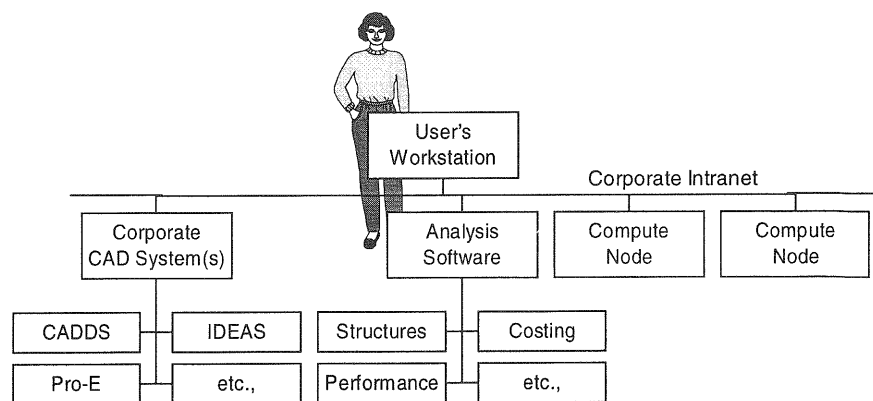 User's
Workstation
Corporate Intranet
Corporate
CAD System(s)
Analysis
Software
Compute
Node
Compute
Node
CADDS
IDEAS
Structures
Costing
Pro-E
etc.,
Performance
etc.,